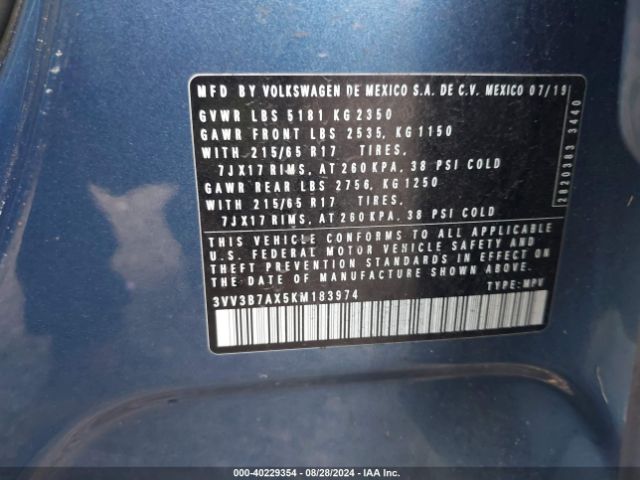 MFD BY VOLKSWAGEN DE MEXICO S.A. DE C.V. MEXICO 07/19
GVWR LBS 5181 KG 2350
GAWR FRONT LBS 2535, KG 1150
WITH 215/65 R17 TIRES,
7JX17 RIMS, AT 260 KPA, 38 PSI COLD
GAWR REAR LBS 2756, KG 1250
WITH 215/65 R17 TIRES,
7JX17 RIMS, AT 260 KPA, 38 PSI COLD
THIS VEHICLE CONFORMS TO ALL APPLICABLE
U.S. FEDERAL MOTOR VEHICLE SAFETY AND
THEFT PREVENTION STANDARDS IN EFFECT ON
THE DATE OF MANUFACTURE SHOWN ABOVE.
3VV3B7AX5KM183974 TYPE: MPV
2820383 3440
000-40229354 / 08/28/2024 - IAAI.COM